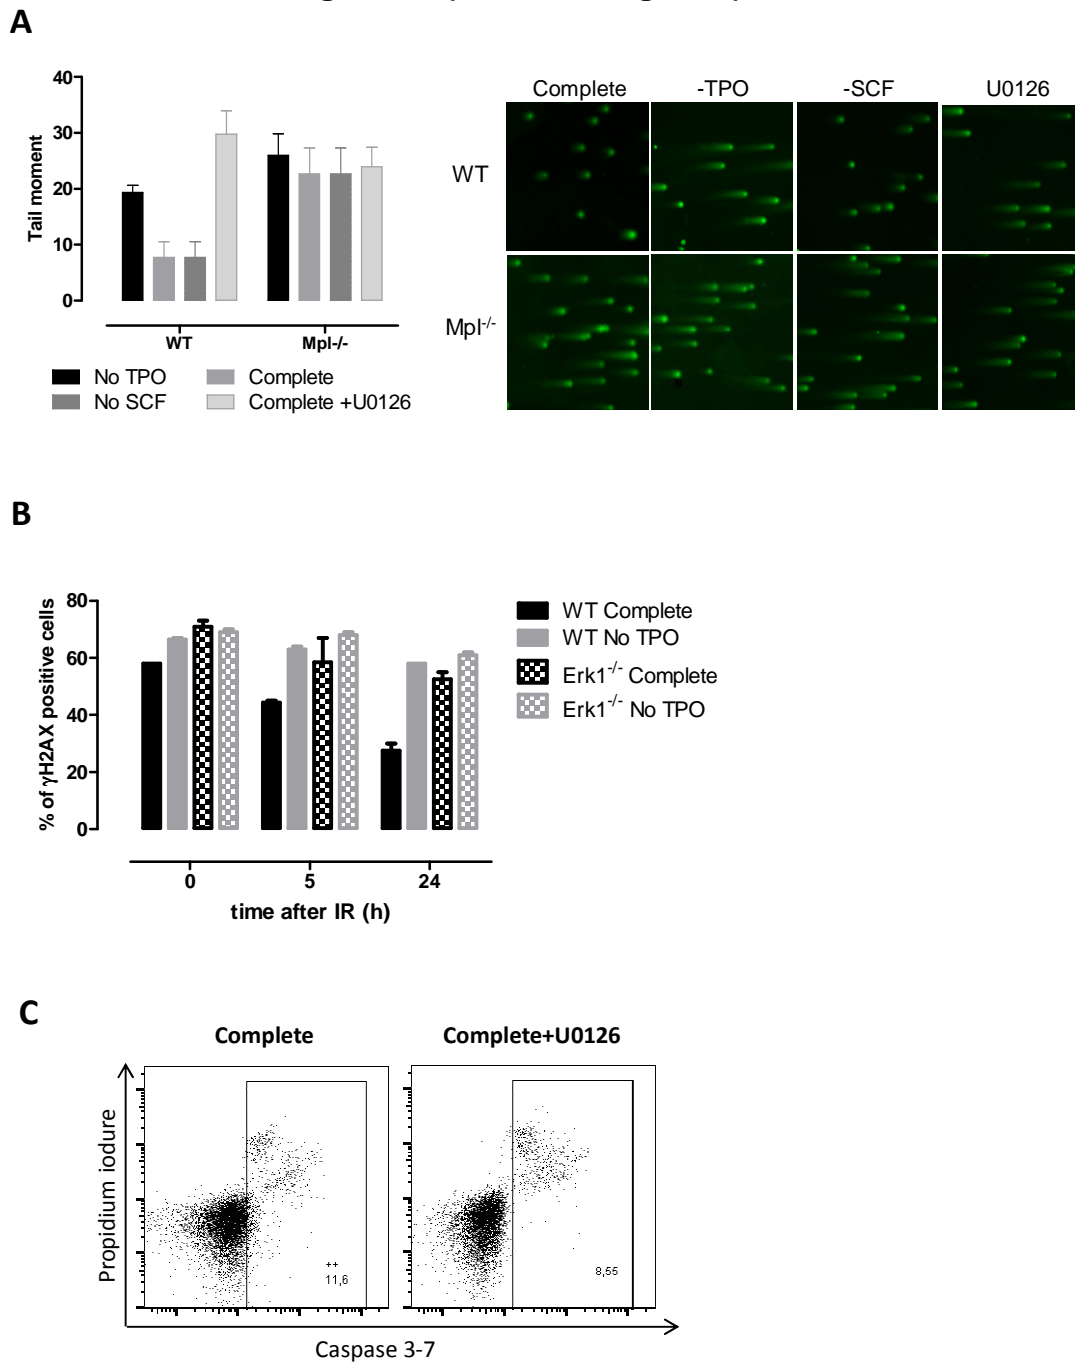 A
40
30
20
10
0
Tail moment
WT
Mpl-/-
No TPO
Complete
No SCF
Complete +U0126
Complete
-TPO
-SCF
U0126
WT
Mpl-/-
B
80
60
40
20
0
% of γH2AX positive cells
0
5
24
time after IR (h)
WT Complete
WT No TPO
Erk1-/- Complete
Erk1-/- No TPO
C
Complete
Complete+U0126
Propidium iodure
++
11,6
8,55
Caspase 3-7